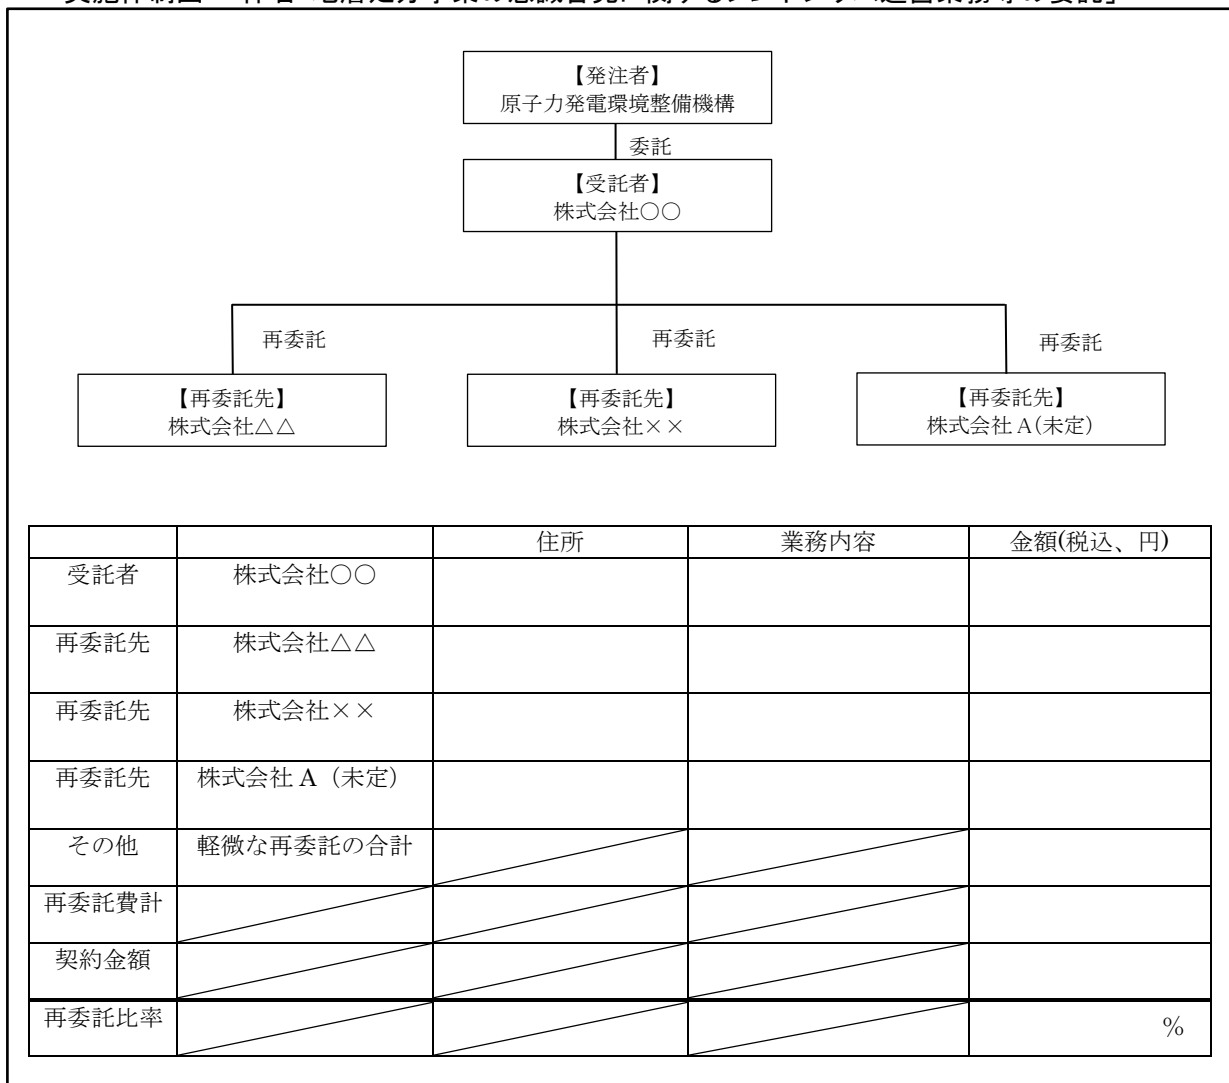 【発注者】
原子力発電環境整備機構
委託
【受託者】
株式会社○○
再委託
再委託
再委託
【再委託先】
株式会社△△
【再委託先】
株式会社××
【再委託先】
株式会社A(未定)
住所 業務内容 金額(税込、円)
受託者 株式会社○○
再委託先 株式会社△△
再委託先 株式会社××
再委託先 株式会社A（未定）
その他 軽微な再委託の合計
再委託費計
契約金額
再委託比率 %